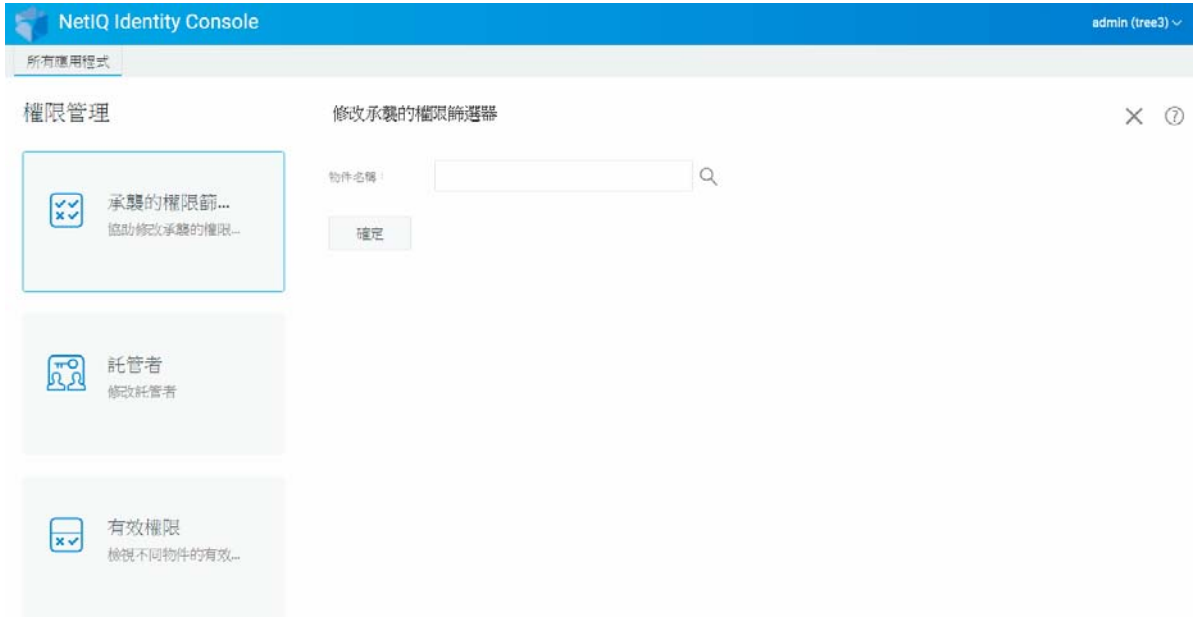 NetIQ Identity Console
admin (tree3)
所有應用程式
權限管理
修改承襲的權限篩選器
承襲的權限篩...
協助修改承襲的權限...
物件名稱：
確定
託管者
修改託管者
有效權限
檢視不同物件的有效...